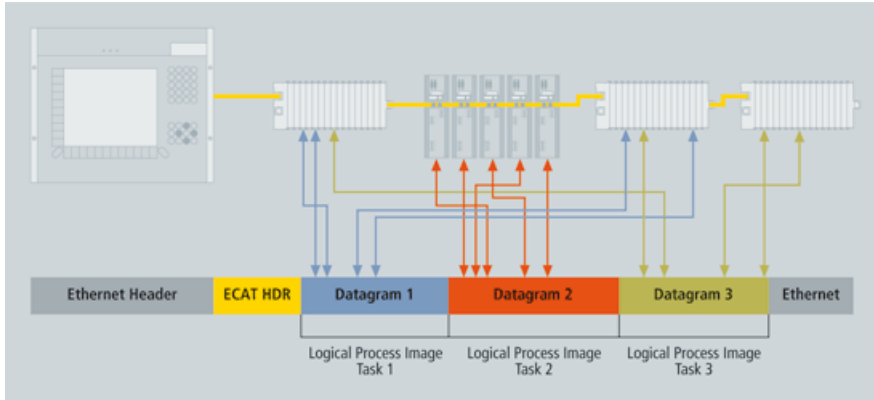 Ethernet Header
ECAT HDR
Datagram 1
Datagram 2
Datagram 3
Ethernet
Logical Process Image
Task 1
Logical Process Image
Task 2
Logical Process Image
Task 3